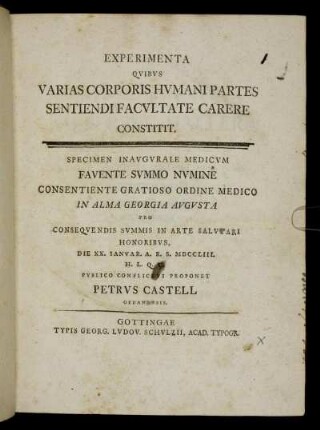 EXPERIMENTA
QVIBVS
VARIAS CORPORIS HVMANI PARTES
SENTIENDI FACVLTATE CARERE
CONSTITIT.
SPECIMEN INAVGVRALE MEDICVM
FAVENTE SVMMO NVMINE
CONSENTIENTE GRATIOSO ORDINE MEDICO
IN ALMA GEORGIA AVGVSTA
PRO
CONSEQVENDIS SVMMIS IN ARTE SALVTARI
HONORIBVS,
DIE XX. IANVAR. A. E. S. MDCCLIII.
H. L. Q.
PVBLICO CONFLICTVI PROPONET
PETRVS CASTELL
GEDANENSIS.
GOTTINGAE
TYPIS GEORG. LVDOV. SCHVLZII, ACAD. TYPOGR.